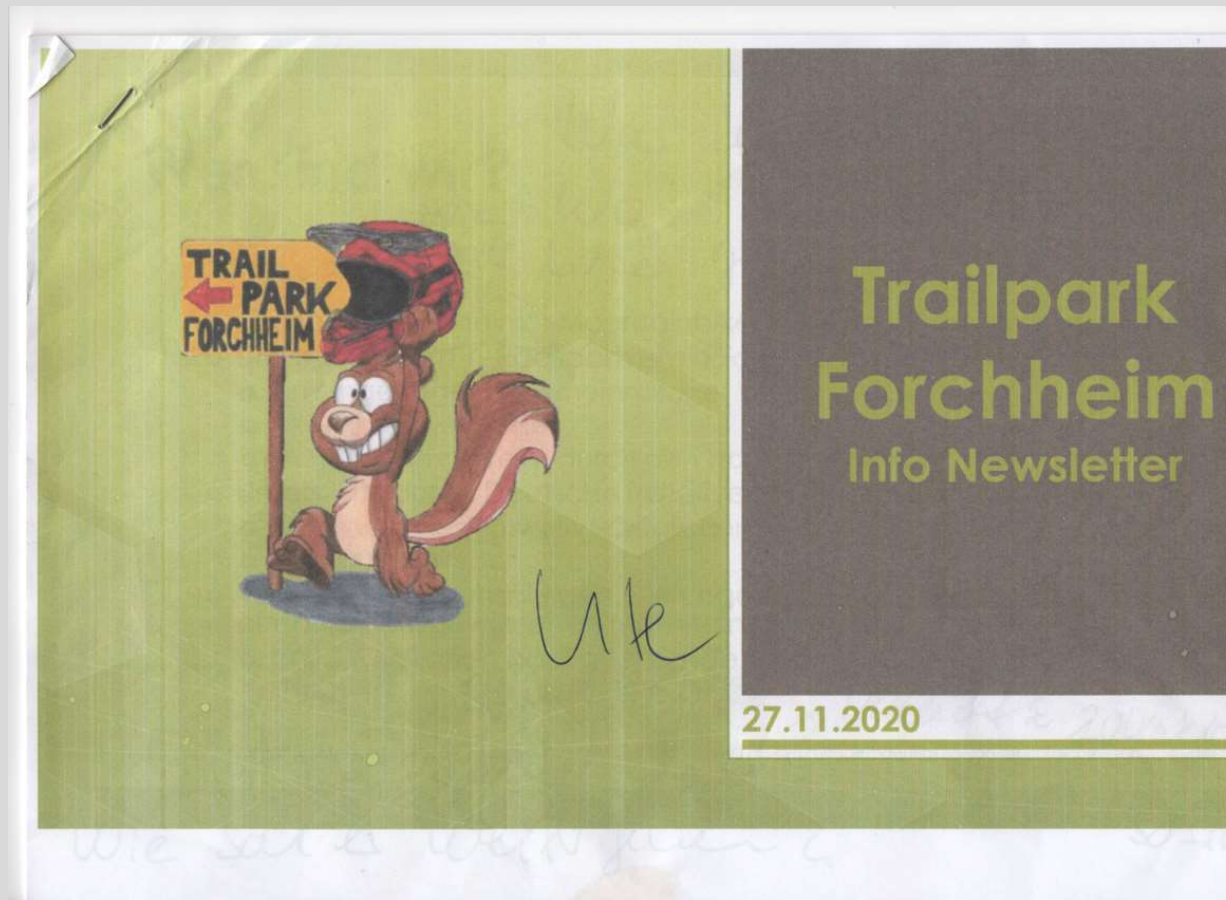 TRAIL
PARK
FORCHHEIM
Trailpark
Forchheim
Info Newsletter
Ute
27.11.2020